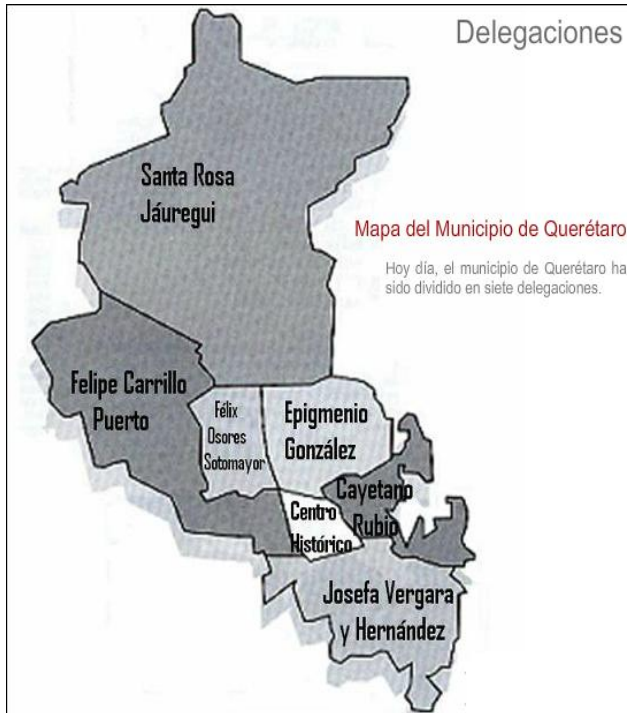 Delegaciones
Santa Rosa
Jáuregui
Mapa del Municipio de Querétaro
Hoy día, el municipio de Querétaro ha
sido dividido en siete delegaciones.
Felipe Carrillo
Puerto
Félix
Osores
Sotomayor
Epigmenio
González
Cayetano
Rubio
Centro
Histórico
Josefa Vergara
y Hernández